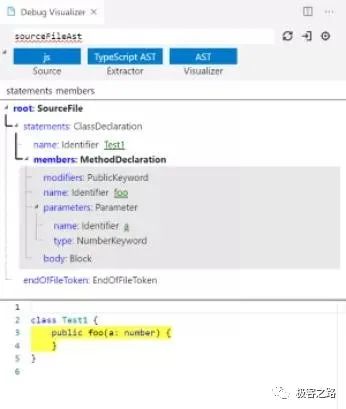 Debug Visualizer
sourceFileAst
js TypeScript AST AST
Source Extractor Visualizer
statements members
root: SourceFile
statements: ClassDeclaration
name: Identifier Test1
members: MethodDeclaration
modifiers: PublicKeyword
name: Identifier foo
parameters: Parameter
name: Identifier a
type: NumberKeyword
body: Block
endOfFileToken: EndOfFileToken
1
2 class Test1 {
3 public foo(a: number) {
4 }
5 }
6
极客之路